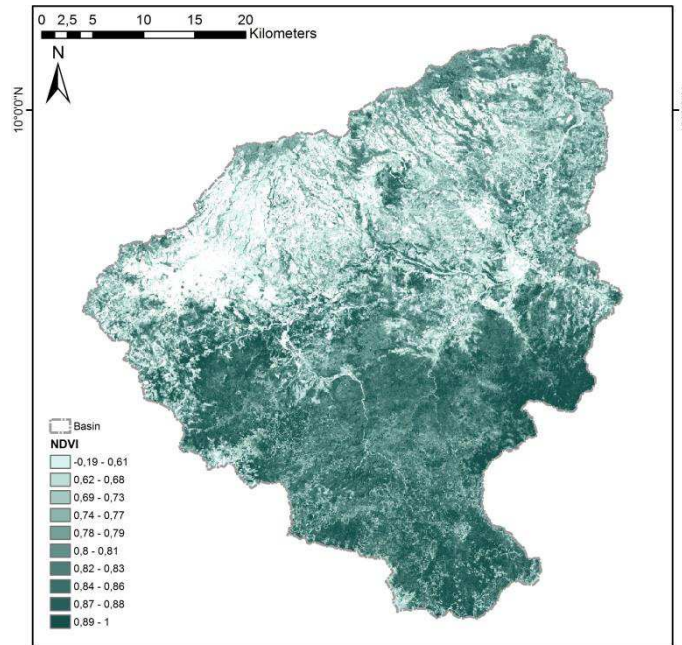 0 2,5 5 10 15 20
Kilometers
N
10°0'0"N
Basin
NDVI
-0,19 - 0,61
0,62 - 0,68
0,69 - 0,73
0,74 - 0,77
0,78 - 0,79
0,8 - 0,81
0,82 - 0,83
0,84 - 0,86
0,87 - 0,88
0,89 - 1